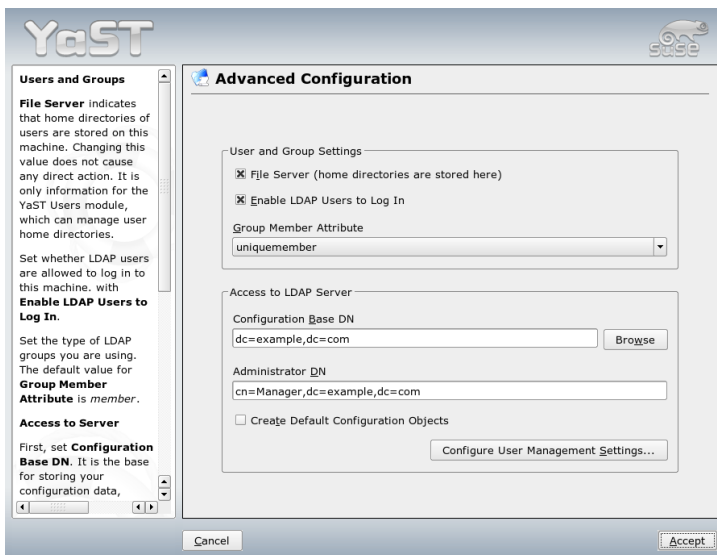 YaST
suse
Users and Groups
File Server indicates
that home directories of
users are stored on this
machine. Changing this
value does not cause
any direct action. It is
only information for the
YaST Users module,
which can manage user
home directories.
Set whether LDAP users
are allowed to log in to
this machine. with
Enable LDAP Users to
Log In.
Set the type of LDAP
groups you are using.
The default value for
Group Member
Attribute is member.
Access to Server
First, set Configuration
Base DN. It is the base
for storing your
configuration data,
Advanced Configuration
User and Group Settings
File Server (home directories are stored here)
Enable LDAP Users to Log In
Group Member Attribute
uniquemember
Access to LDAP Server
Configuration Base DN
dc=example,dc=com
Browse
Administrator DN
cn=Manager,dc=example,dc=com
Create Default Configuration Objects
Configure User Management Settings...
Cancel
Accept